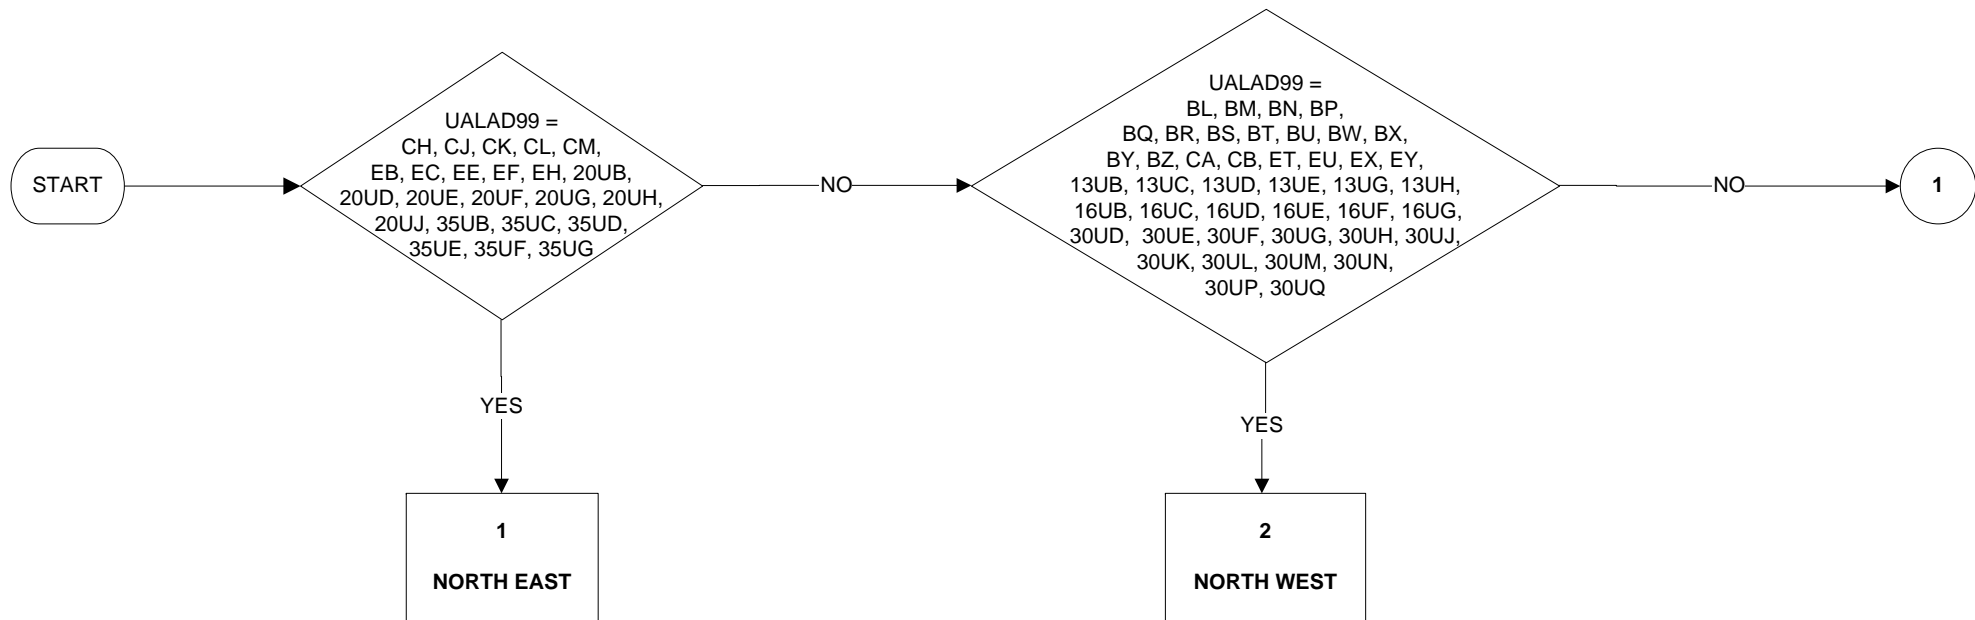 START
UALAD99 =
CH, CJ, CK, CL, CM,
EB, EC, EE, EF, EH, 20UB,
20UD, 20UE, 20UF, 20UG, 20UH,
20UJ, 35UB, 35UC, 35UD,
35UE, 35UF, 35UG
NO
UALAD99 =
BL, BM, BN, BP,
BQ, BR, BS, BT, BU, BW, BX,
BY, BZ, CA, CB, ET, EU, EX, EY,
13UB, 13UC, 13UD, 13UE, 13UG, 13UH,
16UB, 16UC, 16UD, 16UE, 16UF, 16UG,
30UD,  30UE, 30UF, 30UG, 30UH, 30UJ,
30UK, 30UL, 30UM, 30UN,
30UP, 30UQ
NO
1
YES
YES
1
NORTH EAST
2
NORTH WEST